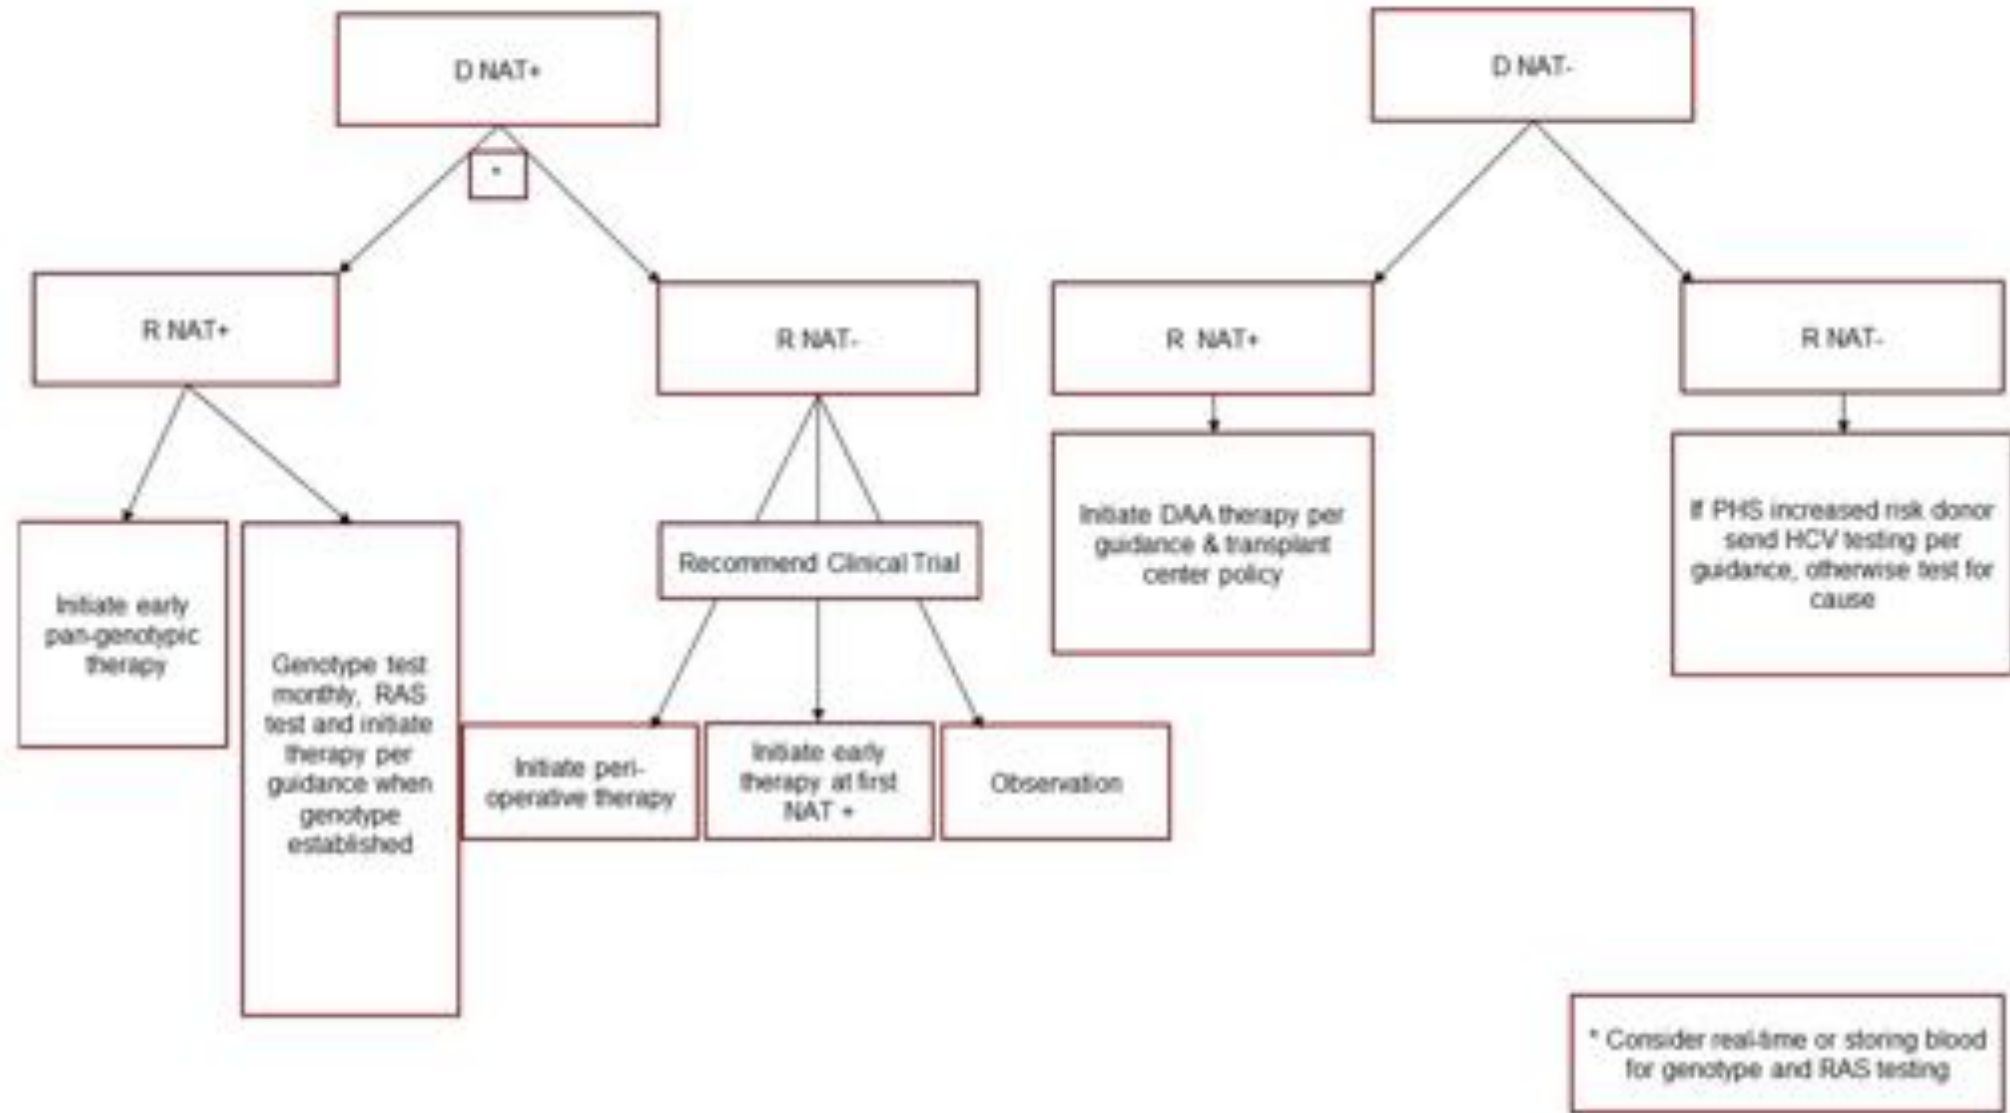 D NAT+
D NAT-
*
R NAT+
R NAT-
R NAT+
R NAT-
Initiate early
pan-genotypic
therapy
Genotype test
monthly, RAS
test and initiate
therapy per
guidance when
genotype
established
Recommend Clinical Trial
Initiate peri-
operative therapy
Initiate early
therapy at first
NAT +
Observation
Initiate DAA therapy per
guidance & transplant
center policy
If PHS increased risk donor
send HCV testing per
guidance, otherwise test for
cause
* Consider real-time or storing blood
for genotype and RAS testing